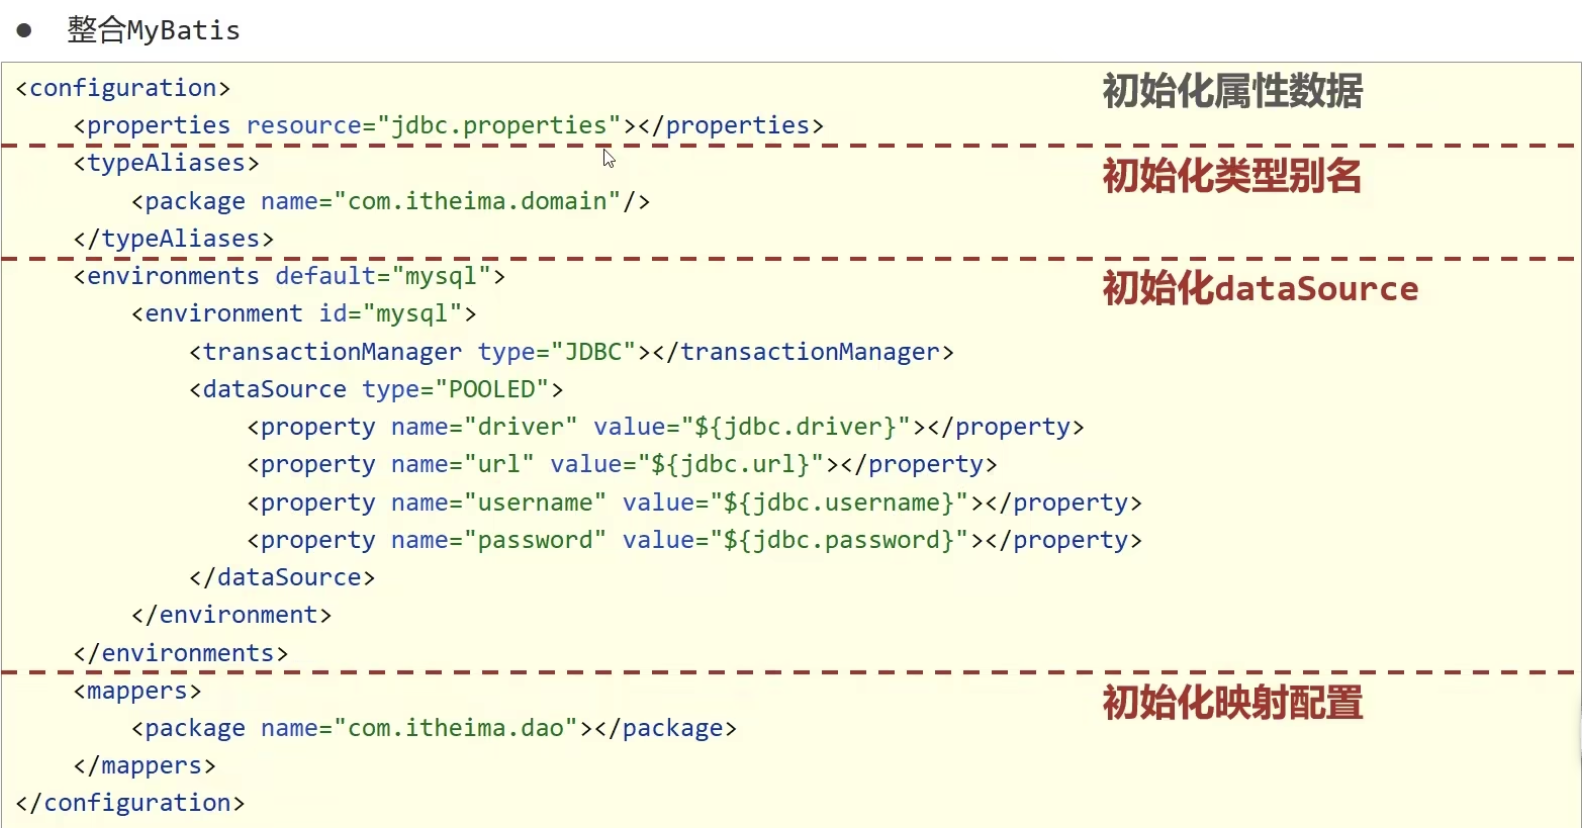 ● 整合MyBatis
<configuration> 初始化属性数据
<properties resource="jdbc.properties"></properties>
<typeAliases> 初始化类型别名
<package name="com.itheima.domain"/>
</typeAliases>
<environments default="mysql"> 初始化dataSource
<environment id="mysql">
<transactionManager type="JDBC"></transactionManager>
<dataSource type="POOLED">
<property name="driver" value="${jdbc.driver}"></property>
<property name="url" value="${jdbc.url}"></property>
<property name="username" value="${jdbc.username}"></property>
<property name="password" value="${jdbc.password}"></property>
</dataSource>
</environment>
</environments>
<mappers> 初始化映射配置
<package name="com.itheima.dao"></package>
</mappers>
</configuration>